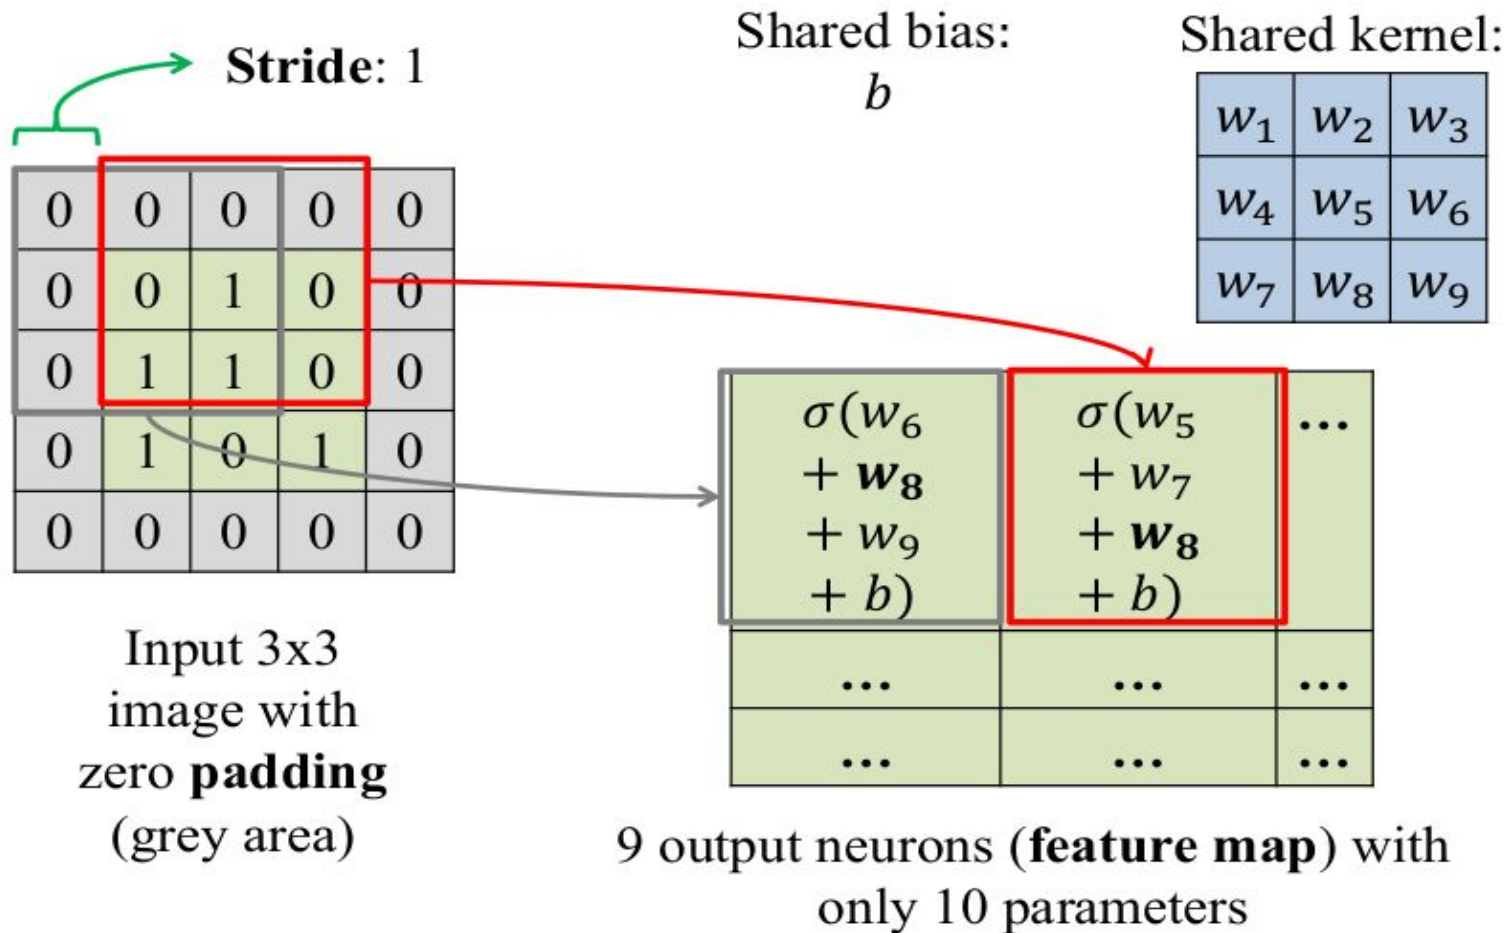 Stride: 1
Shared bias:
b
Shared kernel:
w₁ w₂ w₃
w₄ w₅ w₆
w₇ w₈ w₉
0 0 0 0 0
0 0 1 0 0
0 1 1 0 0
0 1 0 1 0
0 0 0 0 0
σ(w₆
+ w₈
+ w₉
+ b)
σ(w₅
+ w₇
+ w₈
+ b)
...
... ... ...
... ... ...
Input 3x3
image with
zero padding
(grey area)
9 output neurons (feature map) with
only 10 parameters